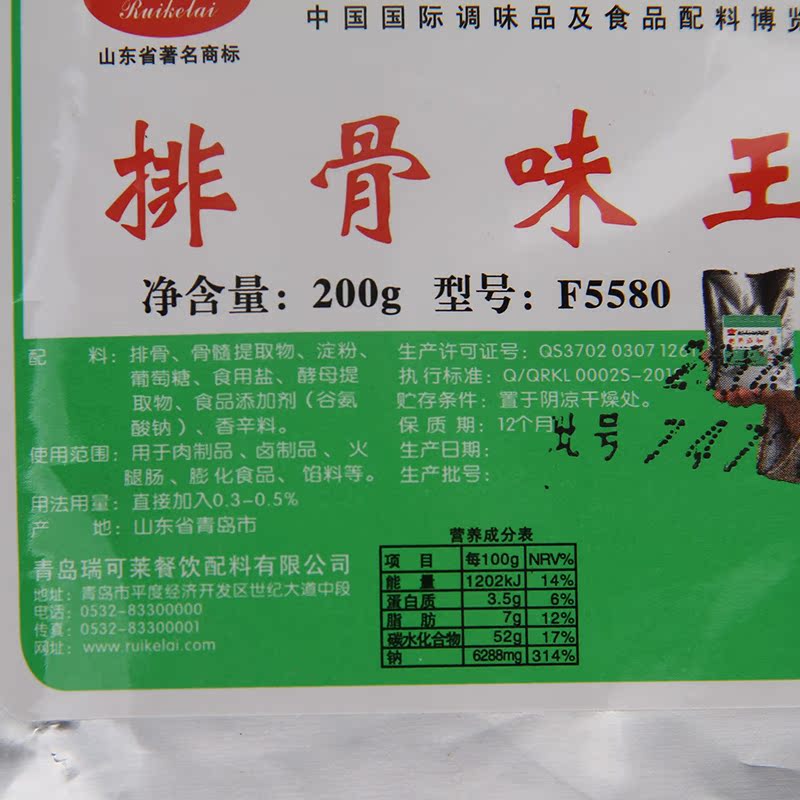 Ruikelai
山东省著名商标
中国国际调味品及食品配料博览
排骨味王
净含量：200g 型号：F5580
配 料：排骨、骨髓提取物、淀粉、
葡萄糖、食用盐、酵母提
取物、食品添加剂（谷氨
酸钠）、香辛料。
使用范围：用于肉制品、卤制品、火
腿肠、膨化食品、馅料等。
用法用量：直接加入0.3-0.5%
产 地：山东省青岛市
生产许可证号：QS3702 0307 1261
执行标准：Q/QRKL 0002S-201
贮存条件：置于阴凉干燥处。
保 质 期：12个月
生产日期：
生产批号：
批号 747
青岛瑞可莱餐饮配料有限公司
地址：青岛市平度经济开发区世纪大道中段
电话：0532-83300000
传真：0532-83300001
网址：www.ruikelai.com
营养成分表
项 目 每100g NRV%
能 量 1202kJ 14%
蛋白质 3.5g 6%
脂 肪 7g 12%
碳水化合物 52g 17%
钠 6288mg 314%